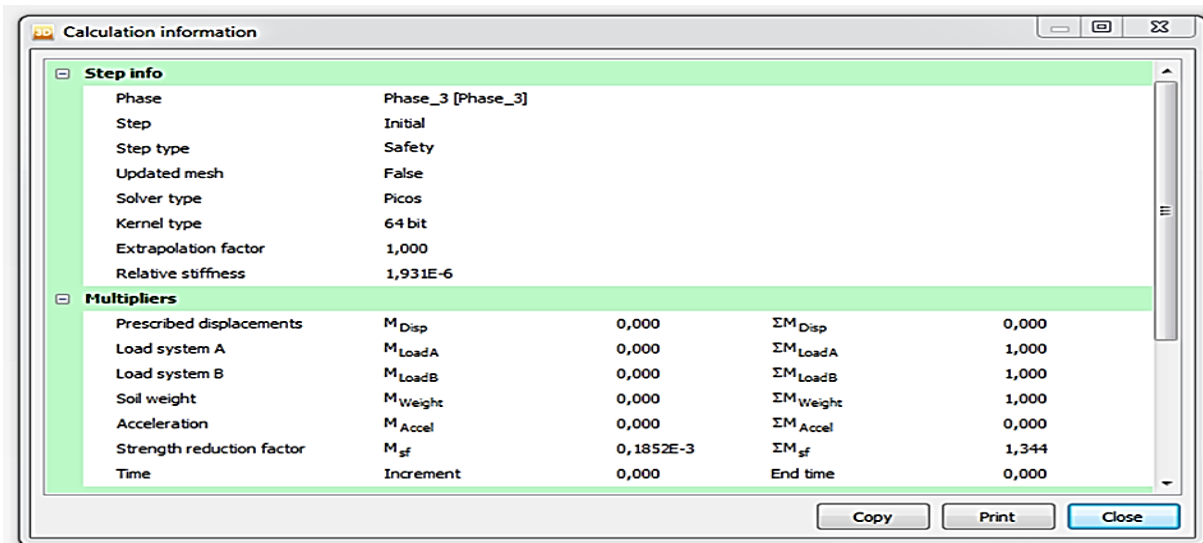 3D Calculation information
Step info
Phase Phase_3 [Phase_3]
Step Initial
Step type Safety
Updated mesh False
Solver type Picos
Kernel type 64 bit
Extrapolation factor 1,000
Relative stiffness 1,931E-6
Multipliers
Prescribed displacements M Disp 0,000 ΣM Disp 0,000
Load system A M LoadA 0,000 ΣM LoadA 1,000
Load system B M LoadB 0,000 ΣM LoadB 1,000
Soil weight M Weight 0,000 ΣM Weight 1,000
Acceleration M Accel 0,000 ΣM Accel 0,000
Strength reduction factor M sf 0,1852E-3 ΣM sf 1,344
Time Increment 0,000 End time 0,000
Copy Print Close